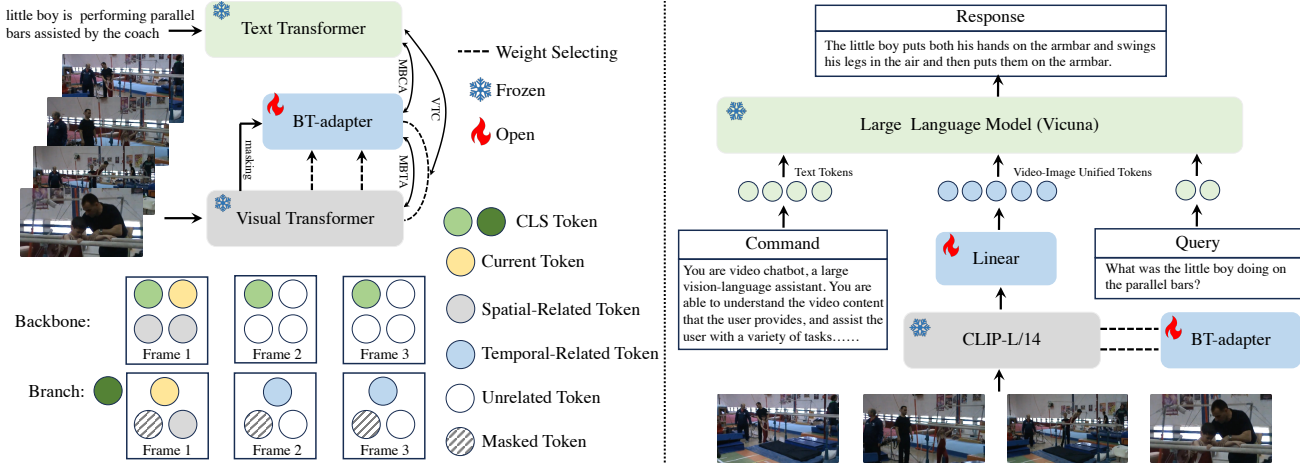 little boy is performing parallel
bars assisted by the coach
Text Transformer
MBCA
VTC
BT-adapter
masking
MBTA
Visual Transformer
Weight Selecting
Frozen
Open
CLS Token
Current Token
Spatial-Related Token
Temporal-Related Token
Unrelated Token
Masked Token
Backbone:
Frame 1
Frame 2
Frame 3
Branch:
Frame 1
Frame 2
Frame 3
Response
The little boy puts both his hands on the armbar and swings
his legs in the air and then puts them on the armbar.
Large Language Model (Vicuna)
Text Tokens
Video-Image Unified Tokens
Command
You are video chatbot, a large
vision-language assistant. You are
able to understand the video content
that the user provides, and assist the
user with a variety of tasks……
Linear
Query
What was the little boy doing on
the parallel bars?
CLIP-L/14
BT-adapter